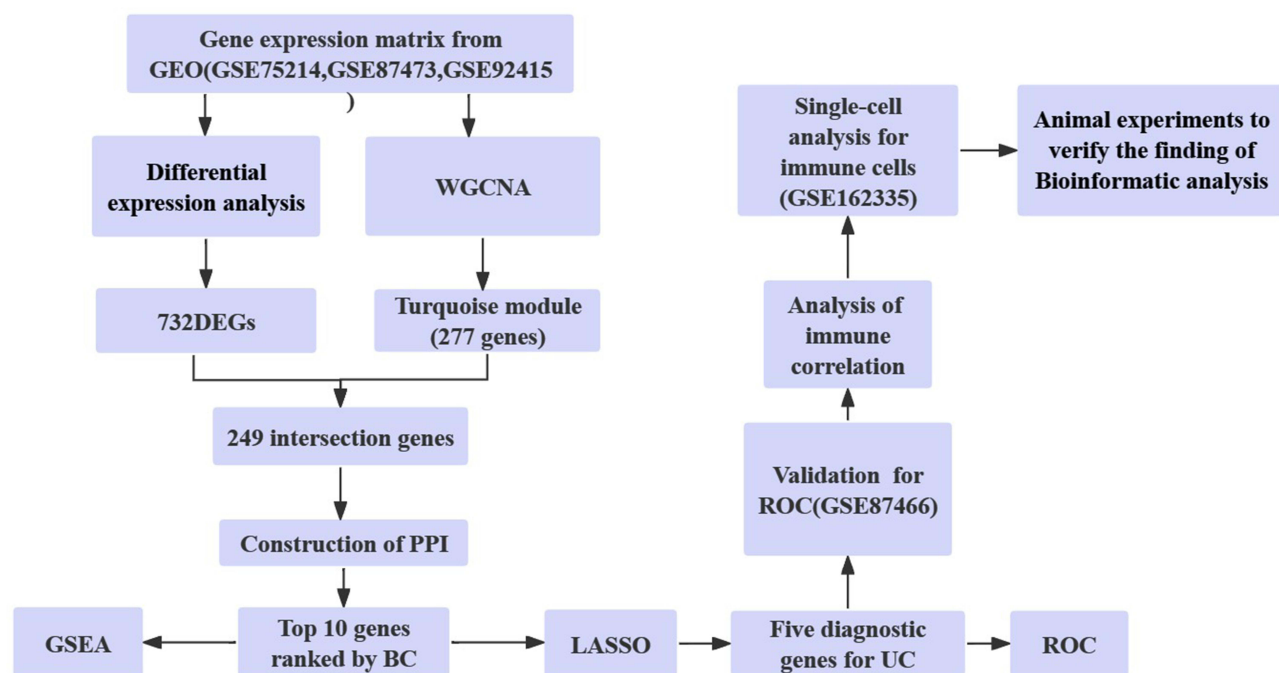 Gene expression matrix from
GEO(GSE75214,GSE87473,GSE92415
)
Differential
expression analysis
WGCNA
732DEGs
Turquoise module
(277 genes)
249 intersection genes
Construction of PPI
GSEA
Top 10 genes
ranked by BC
LASSO
Five diagnostic
genes for UC
ROC
Validation for
ROC(GSE87466)
Analysis of
immune
correlation
Single-cell
analysis for
immune cells
(GSE162335)
Animal experiments to
verify the finding of
Bioinformatic analysis